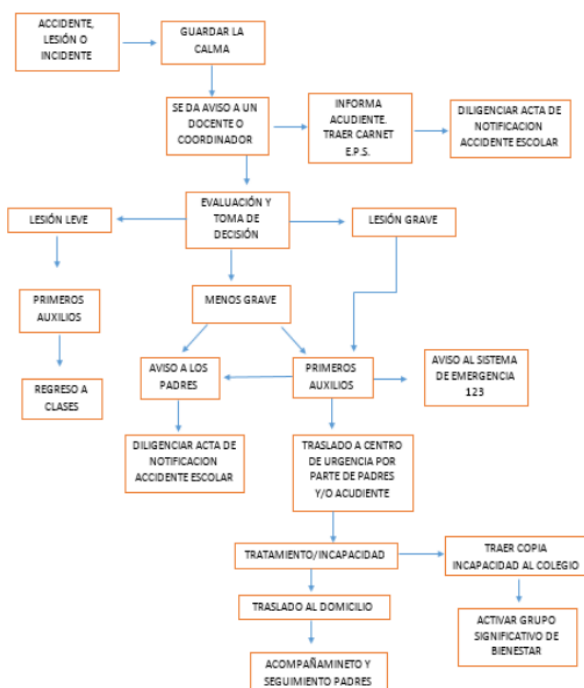 ACCIDENTE,
LESIÓN O
INCIDENTE
GUARDAR LA
CALMA
SE DA AVISO A UN
DOCENTE O
COORDINADOR
INFORMA
ACUDIENTE.
TRAER CARNET
E.P.S.
DILIGENCIAR ACTA DE
NOTIFICACION
ACCIDENTE ESCOLAR
LESIÓN LEVE
EVALUACIÓN Y
TOMA DE
DECISIÓN
LESIÓN GRAVE
PRIMEROS
AUXILIOS
MENOS GRAVE
REGRESO A
CLASES
AVISO A LOS
PADRES
PRIMEROS
AUXILIOS
AVISO AL SISTEMA
DE EMERGENCIA
123
DILIGENCIAR ACTA DE
NOTIFICACION
ACCIDENTE ESCOLAR
TRASLADO A CENTRO
DE URGENCIA POR
PARTE DE PADRES
Y/O ACUDIENTE
TRATAMIENTO/INCAPACIDAD
TRAER COPIA
INCAPACIDAD AL COLEGIO
TRASLADO AL DOMICILIO
ACTIVAR GRUPO
SIGNIFICATIVO DE
BIENESTAR
ACOMPAÑAMINETO Y
SEGUIMIENTO PADRES